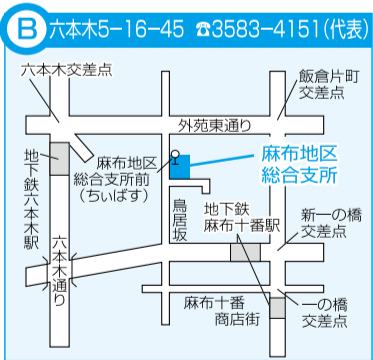 B 六本木5−16−45 ☎3583−4151(代表)
六本木交差点
飯倉片町
交差点
外苑東通り
地下鉄六本木駅
麻布地区
総合支所前
(ちぃばす)
麻布地区
総合支所
鳥居坂
地下鉄
麻布十番駅
新一の橋
交差点
六本木通り
麻布十番
商店街
一の橋
交差点